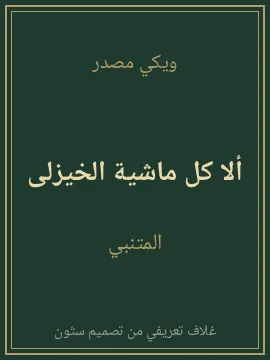 ويكي مصدر
ألا كل ماشية الخيزلى
المتنبي
غلاف تعريفي من تصميم سثون